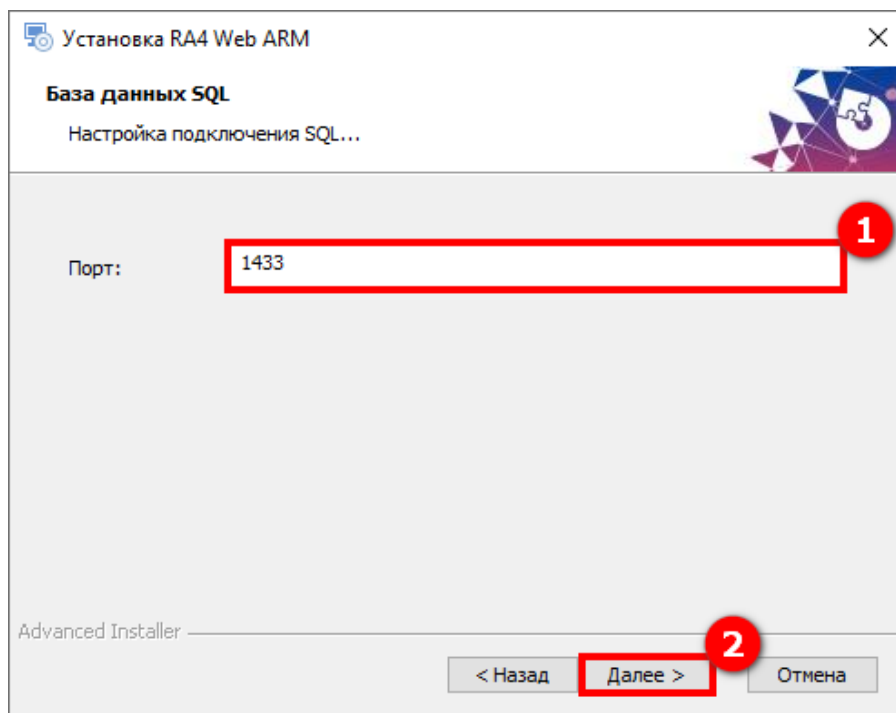 Установка RA4 Web ARM
База данных SQL
Настройка подключения SQL...
1
Порт: 1433
Advanced Installer
2
< Назад Далее > Отмена